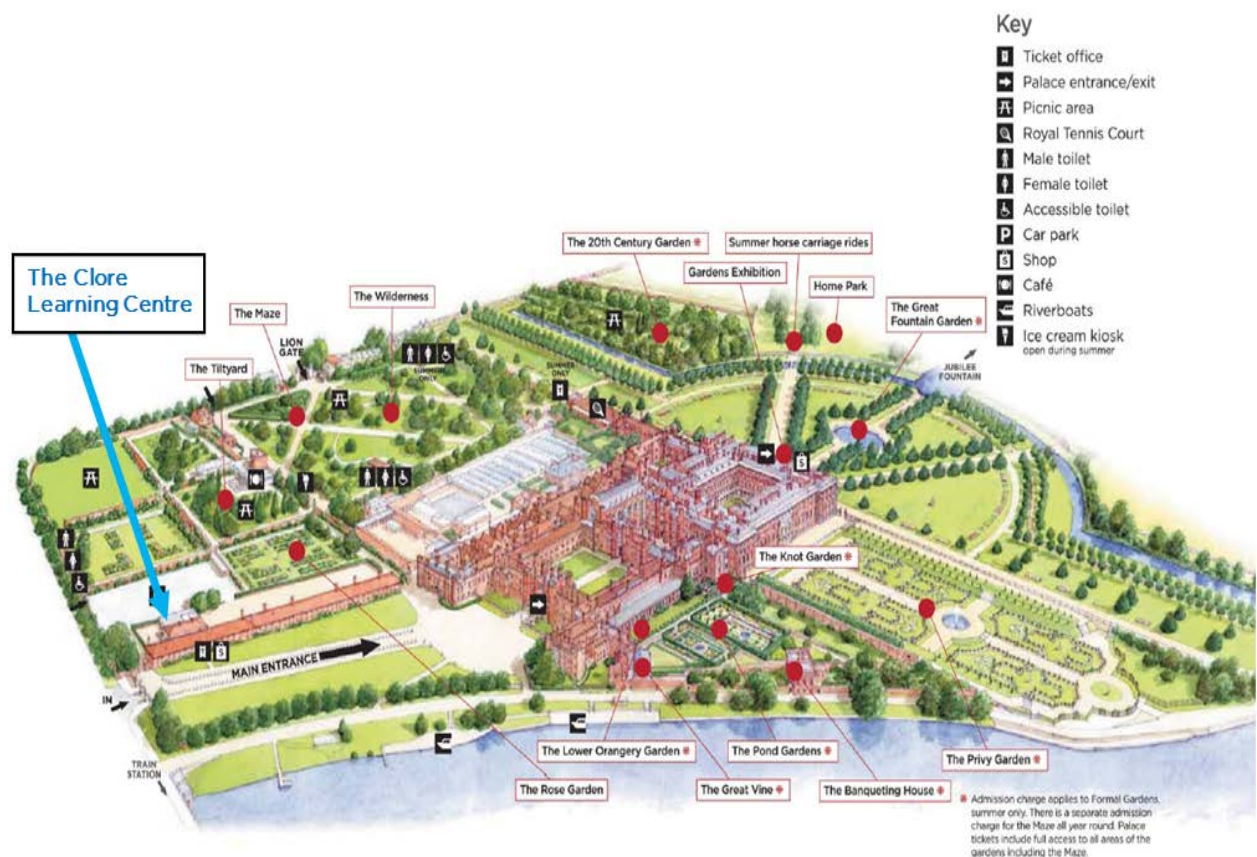 Key
Ticket office
Palace entrance/exit
Picnic area
Royal Tennis Court
Male toilet
Female toilet
Accessible toilet
P Car park
S Shop
Café
Riverboats
Ice cream kiosk
open during summer
The Clore
Learning Centre
The 20th Century Garden ※
Summer horse carriage rides
Gardens Exhibition
Home Park
The Great
Fountain Garden ※
The Wilderness
The Maze
LION
GATE
The Tiltyard
SUMMER
ONLY
SUMMER
ONLY
JUBILEE
FOUNTAIN
S
The Knot Garden ※
S
MAIN ENTRANCE
IN
TRAIN
STATION
The Lower Orangery Garden ※
The Pond Gardens ※
The Privy Garden ※
The Rose Garden
The Great Vine ※
The Banqueting House ※
※ Admission charge applies to Formal Gardens,
summer only. There is a separate admission
charge for the Maze all year round. Palace
tickets include full access to all areas of the
gardens including the Maze.